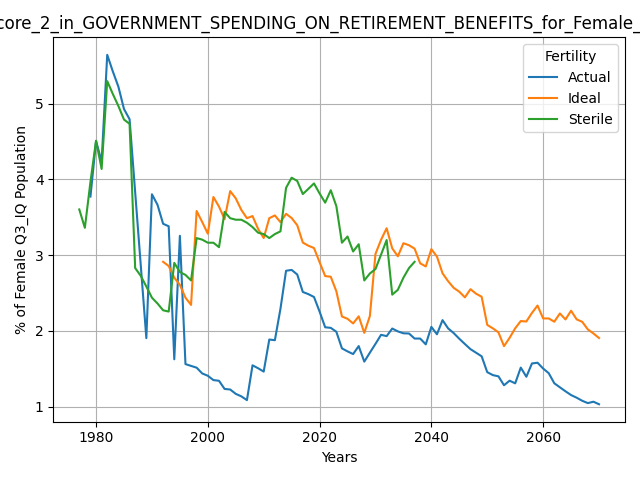 core_2_in_GOVERNMENT_SPENDING_ON_RETIREMENT_BENEFITS_for_Female_
Fertility
Actual
Ideal
Sterile
% of Female Q3_IQ Population
5
4
3
2
1
1980
2000
2020
2040
2060
Years